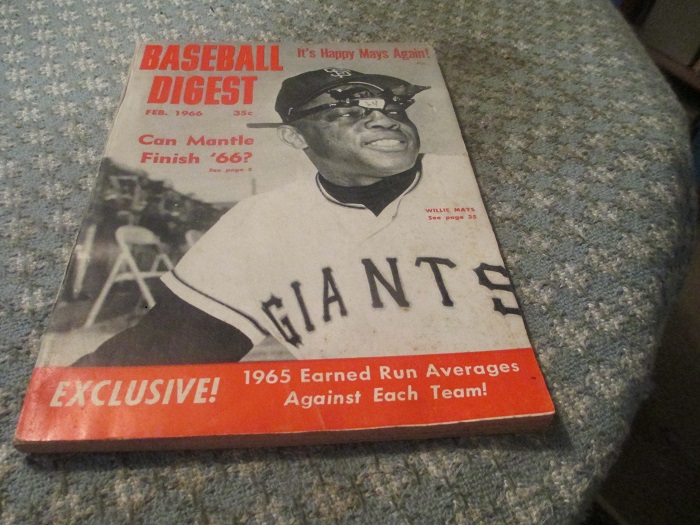 It's Happy Mays Again!
BASEBALL
DIGEST
FEB. 1966 35c
Can Mantle
Finish '66?
See page 5
SF
WILLIE MAYS
See page 35
GIANTS
EXCLUSIVE!
1965 Earned Run Averages
Against Each Team!